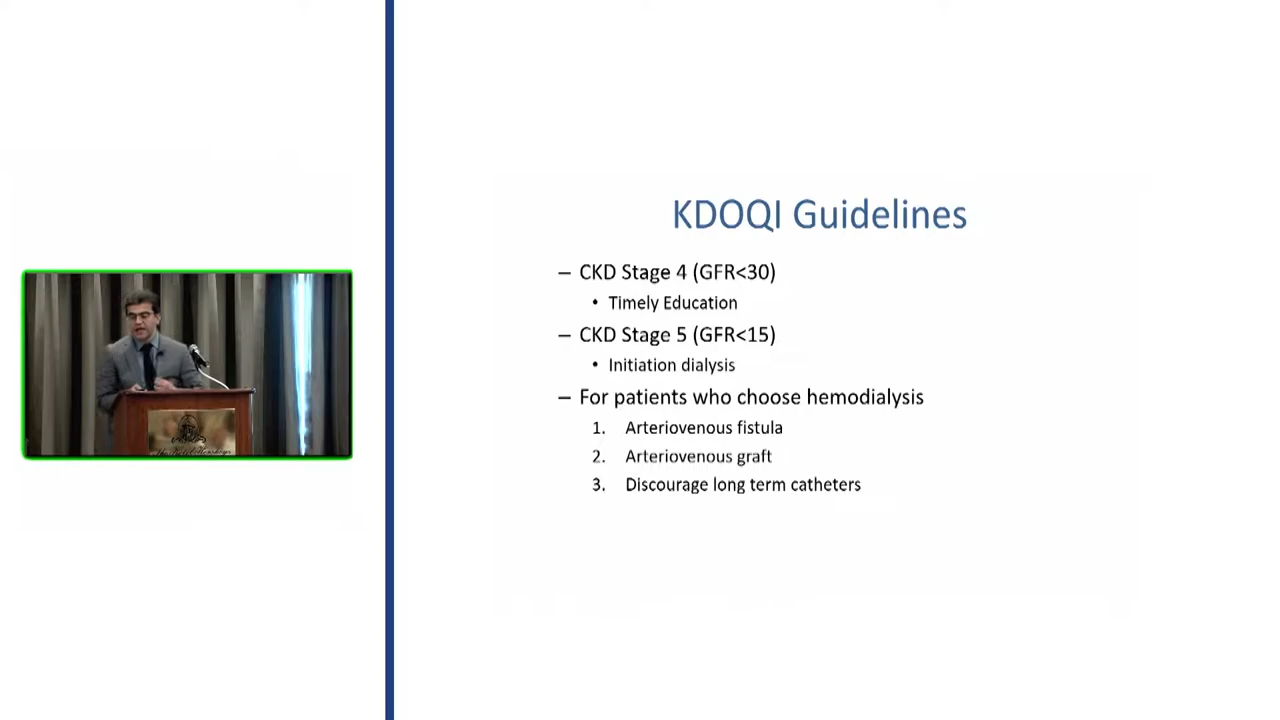 KDOQI Guidelines
– CKD Stage 4 (GFR<30)
• Timely Education
– CKD Stage 5 (GFR<15)
• Initiation dialysis
– For patients who choose hemodialysis
1. Arteriovenous fistula
2. Arteriovenous graft
3. Discourage long term catheters